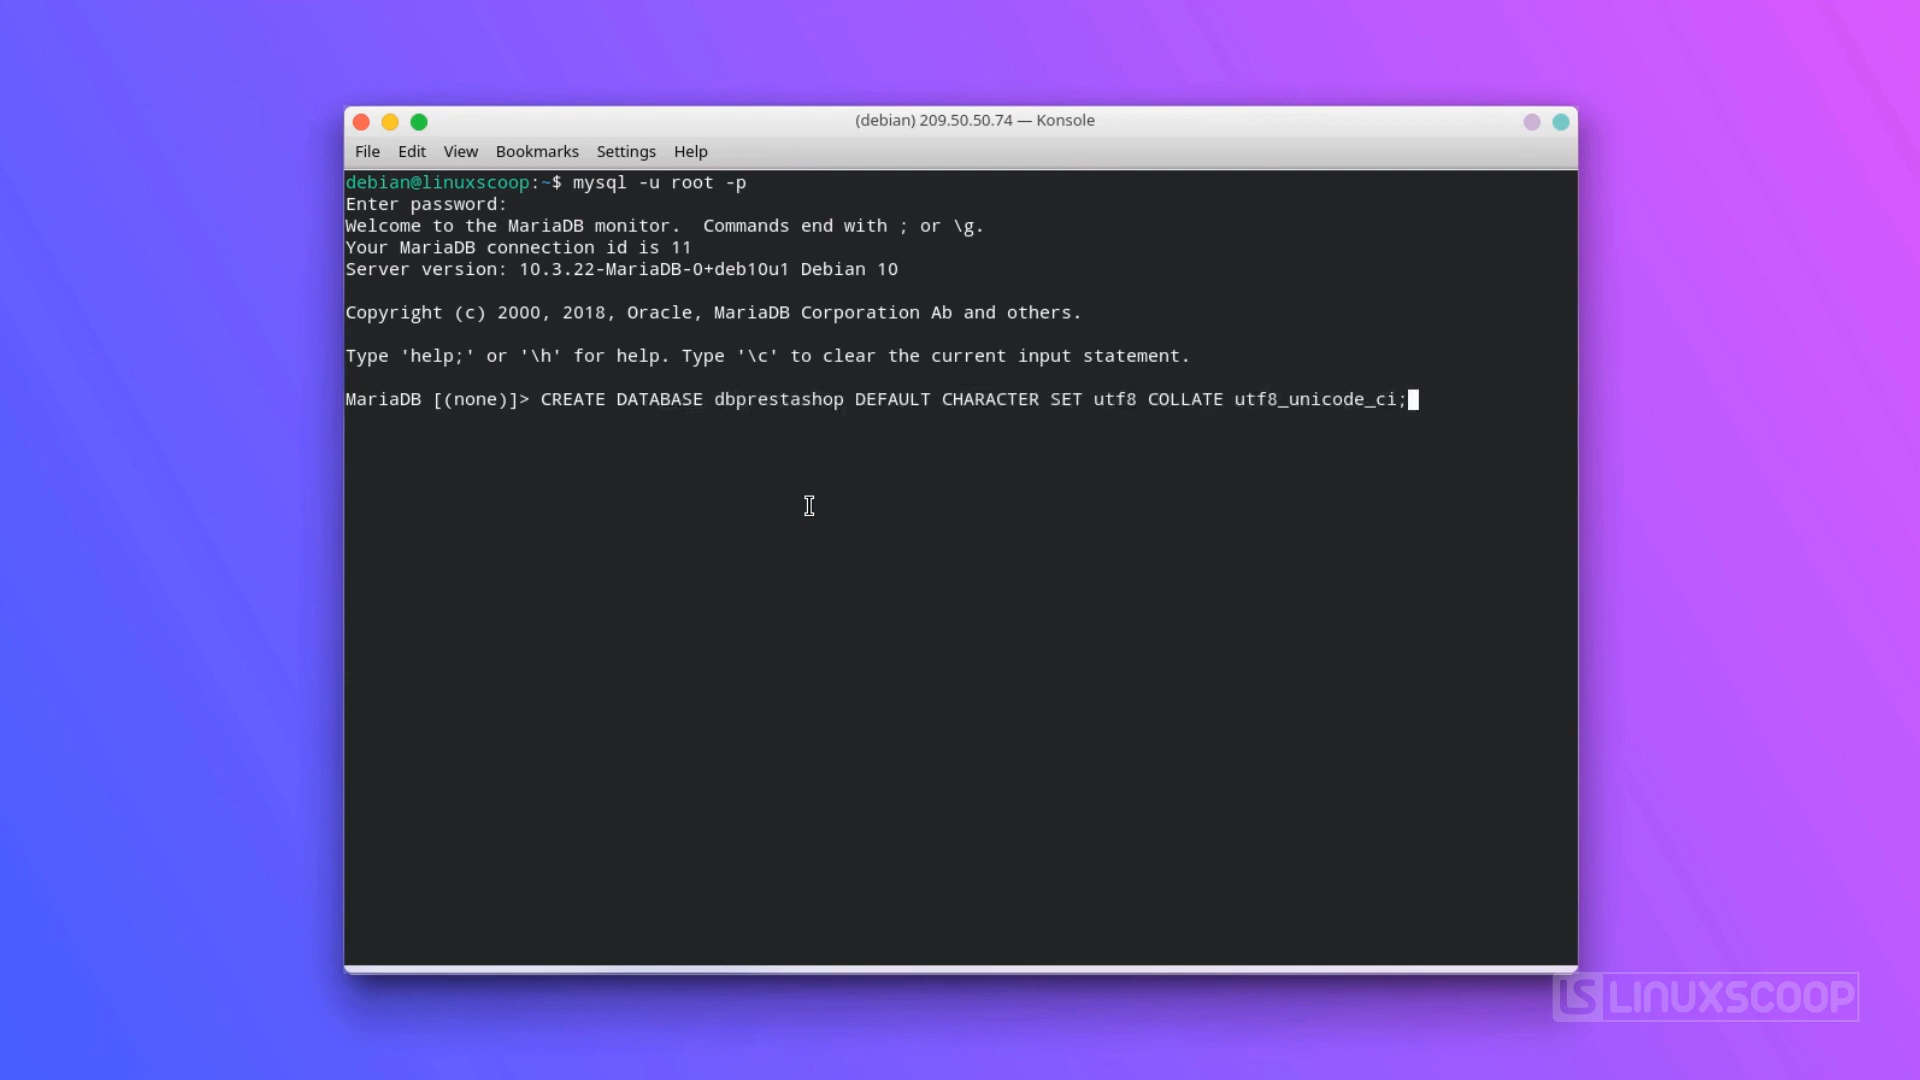 (debian) 209.50.50.74 — Konsole
File Edit View Bookmarks Settings Help
debian@linuxscoop:~$ mysql -u root -p
Enter password:
Welcome to the MariaDB monitor.  Commands end with ; or \g.
Your MariaDB connection id is 11
Server version: 10.3.22-MariaDB-0+deb10u1 Debian 10
Copyright (c) 2000, 2018, Oracle, MariaDB Corporation Ab and others.
Type 'help;' or '\h' for help. Type '\c' to clear the current input statement.
MariaDB [(none)]> CREATE DATABASE dbprestashop DEFAULT CHARACTER SET utf8 COLLATE utf8_unicode_ci;
LS LINUXSCOOP